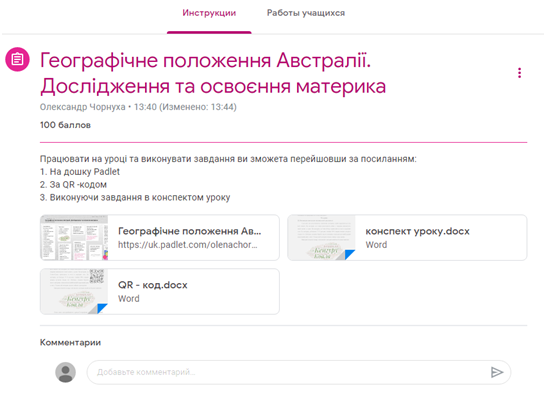 Инструкции
Работы учащихся
Географічне положення Австралії.
Дослідження та освоєння материка
Олександр Чорнуха • 13:40 (Изменено: 13:44)
100 баллов
Працювати на уроці та виконувати завдання ви зможета перейшовши за посиланням:
1. На дошку Padlet
2. За QR -кодом
3. Виконуючи завдання в конспектом уроку
Географічне положення Ав...
https://uk.padlet.com/olenachor...
конспект уроку.docx
Word
QR - код.docx
Word
Комментарии
Добавьте комментарий...